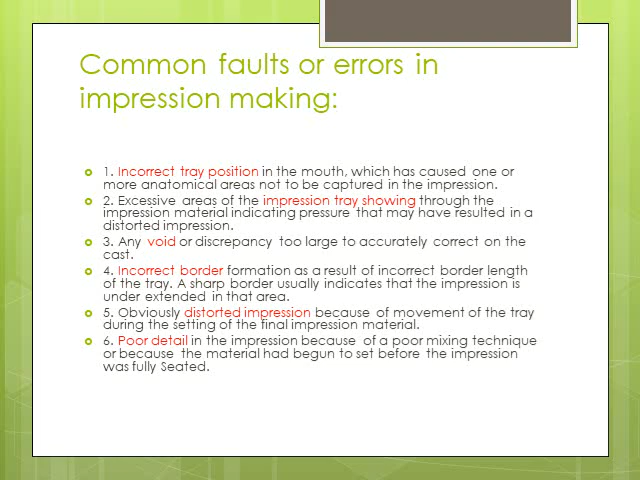 Common faults or errors in
impression making:
1. Incorrect tray position in the mouth, which has caused one or
more anatomical areas not to be captured in the impression.
2. Excessive areas of the impression tray showing through the
impression material indicating pressure that may have resulted in a
distorted impression.
3. Any void or discrepancy too large to accurately correct on the
cast.
4. Incorrect border formation as a result of incorrect border length
of the tray. A sharp border usually indicates that the impression is
under extended in that area.
5. Obviously distorted impression because of movement of the tray
during the setting of the final impression material.
6. Poor detail in the impression because of a poor mixing technique
or because the material had begun to set before the impression
was fully Seated.